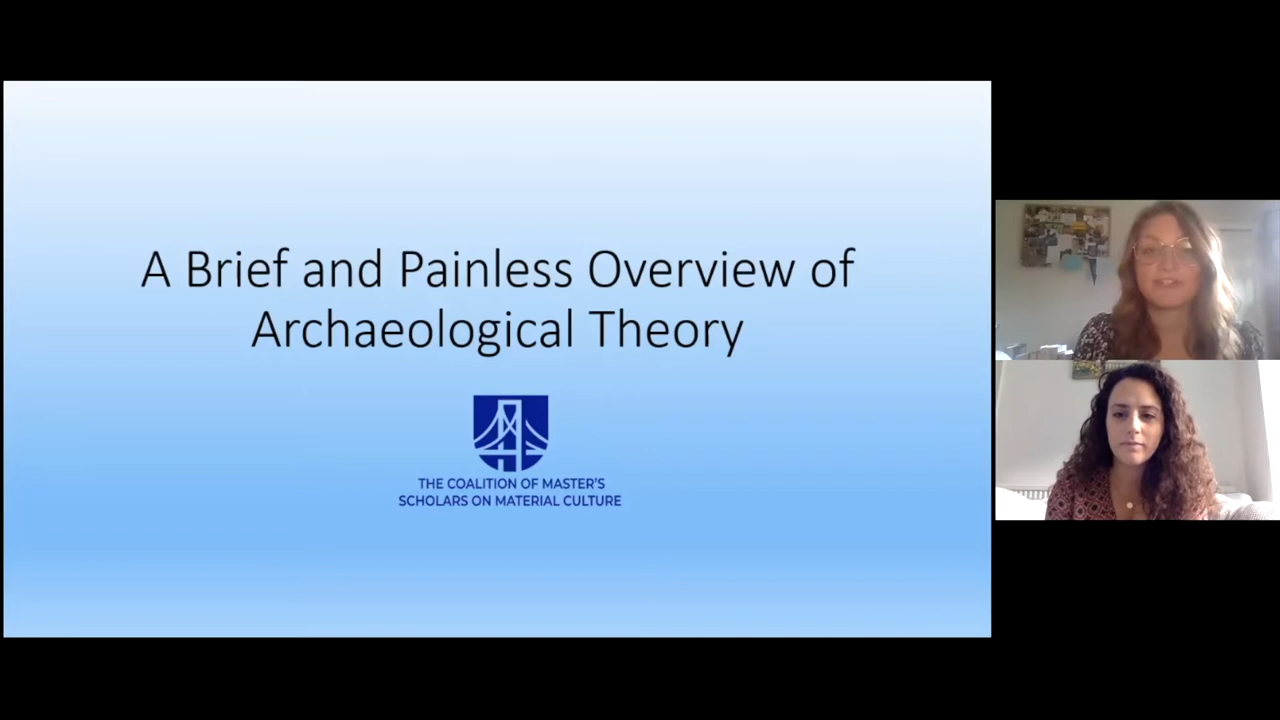 A Brief and Painless Overview of
Archaeological Theory
THE COALITION OF MASTER'S
SCHOLARS ON MATERIAL CULTURE